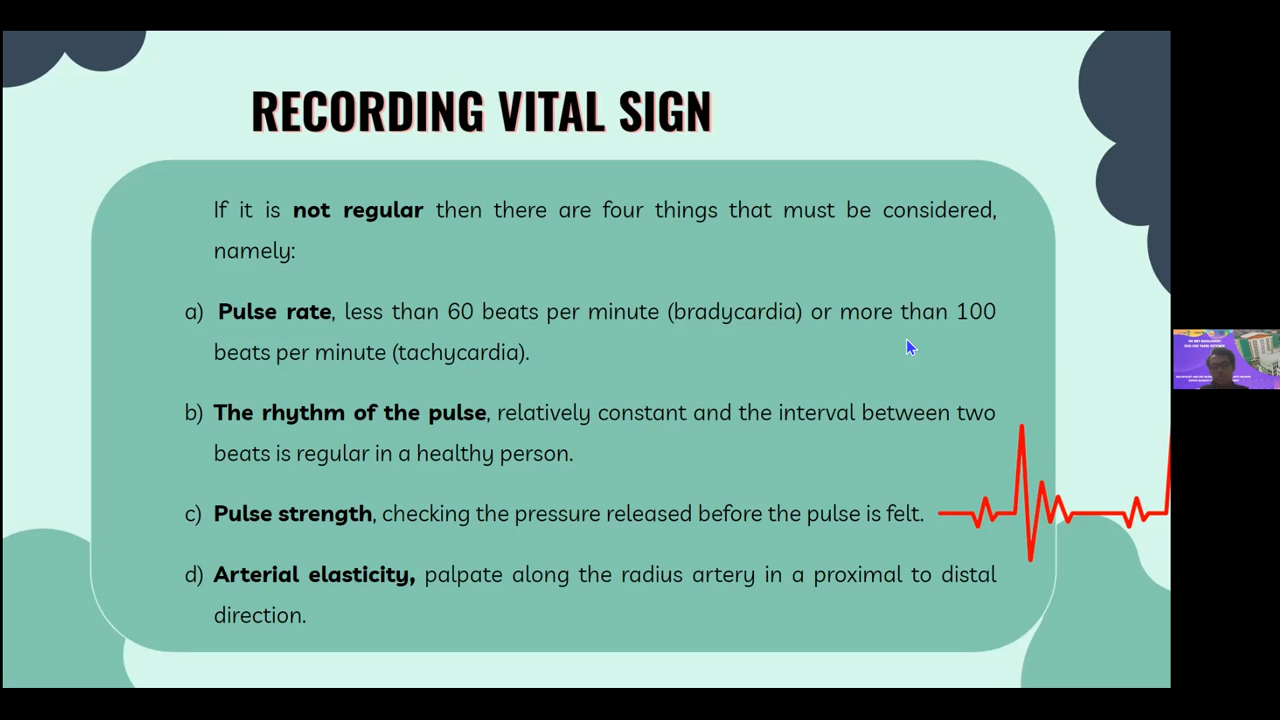 RECORDING VITAL SIGN
If it is not regular then there are four things that must be considered,
namely:
a) Pulse rate, less than 60 beats per minute (bradycardia) or more than 100
beats per minute (tachycardia).
b) The rhythm of the pulse, relatively constant and the interval between two
beats is regular in a healthy person.
c) Pulse strength, checking the pressure released before the pulse is felt.
d) Arterial elasticity, palpate along the radius artery in a proximal to distal
direction.